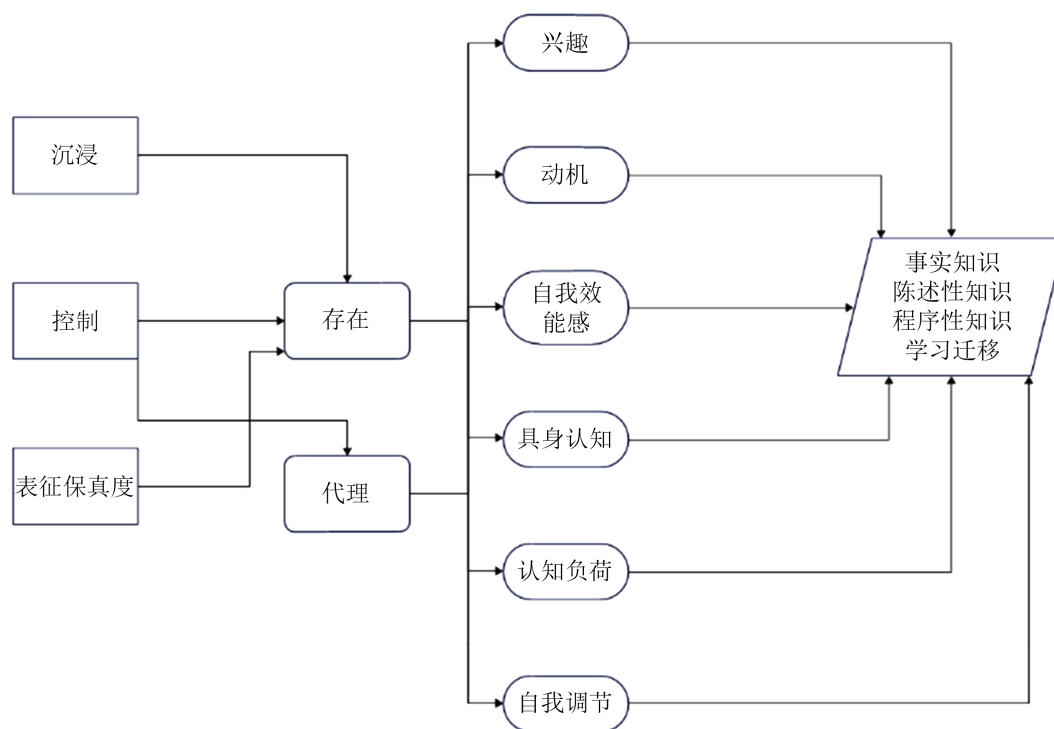 沉浸
控制
表征保真度
存在
代理
兴趣
动机
自我效
能感
具身认知
认知负荷
自我调节
事实知识
陈述性知识
程序性知识
学习迁移